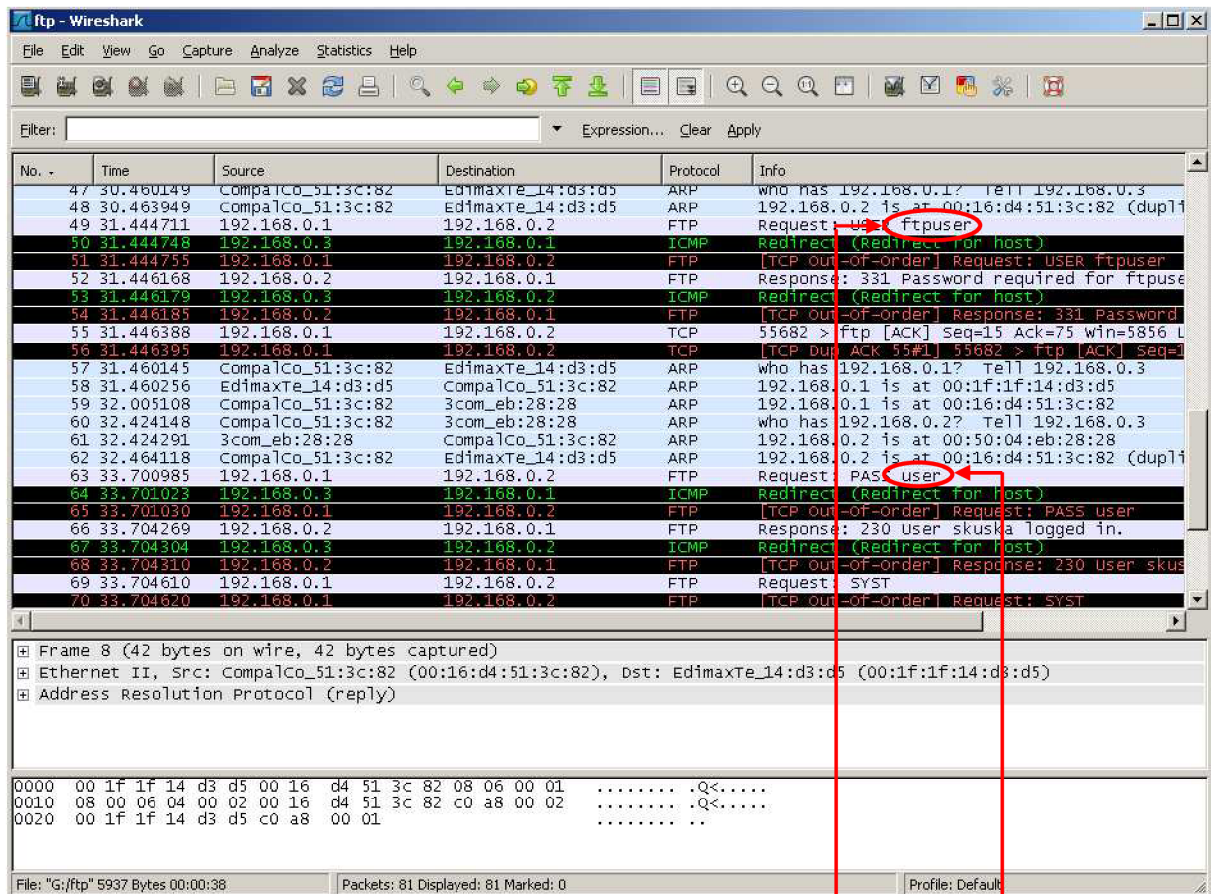 ftp - Wireshark
File Edit View Go Capture Analyze Statistics Help
Filter: Expression... Clear Apply
No. - Time Source Destination Protocol Info
47 30.460149 CompalCo_51:3c:82 EdimaxTe_14:d3:d5 ARP who has 192.168.0.1? Tell 192.168.0.3
48 30.463949 CompalCo_51:3c:82 EdimaxTe_14:d3:d5 ARP 192.168.0.2 is at 00:16:d4:51:3c:82 (dupli
49 31.444711 192.168.0.1 192.168.0.2 FTP Request: USER ftpuser
50 31.444748 192.168.0.3 192.168.0.1 ICMP Redirect (Redirect for host)
51 31.444755 192.168.0.1 192.168.0.2 FTP [TCP Out-Of-Order] Request: USER ftpuser
52 31.446168 192.168.0.2 192.168.0.1 FTP Response: 331 Password required for ftpuse
53 31.446179 192.168.0.3 192.168.0.2 ICMP Redirect (Redirect for host)
54 31.446185 192.168.0.2 192.168.0.1 FTP [TCP Out-Of-Order] Response: 331 Password
55 31.446388 192.168.0.1 192.168.0.2 TCP 55682 > ftp [ACK] Seq=15 Ack=75 Win=5856 L
56 31.446395 192.168.0.1 192.168.0.2 TCP [TCP Dup ACK 55#1] 55682 > ftp [ACK] Seq=1
57 31.460145 CompalCo_51:3c:82 EdimaxTe_14:d3:d5 ARP who has 192.168.0.1? Tell 192.168.0.3
58 31.460256 EdimaxTe_14:d3:d5 CompalCo_51:3c:82 ARP 192.168.0.1 is at 00:1f:1f:14:d3:d5
59 32.005108 CompalCo_51:3c:82 3com_eb:28:28 ARP 192.168.0.1 is at 00:16:d4:51:3c:82
60 32.424148 CompalCo_51:3c:82 3com_eb:28:28 ARP who has 192.168.0.2? Tell 192.168.0.3
61 32.424291 3com_eb:28:28 CompalCo_51:3c:82 ARP 192.168.0.2 is at 00:50:04:eb:28:28
62 32.464118 CompalCo_51:3c:82 EdimaxTe_14:d3:d5 ARP 192.168.0.2 is at 00:16:d4:51:3c:82 (dupli
63 33.700985 192.168.0.1 192.168.0.2 FTP Request: PASS user
64 33.701023 192.168.0.3 192.168.0.1 ICMP Redirect (Redirect for host)
65 33.701030 192.168.0.1 192.168.0.2 FTP [TCP Out-Of-Order] Request: PASS user
66 33.704269 192.168.0.2 192.168.0.1 FTP Response: 230 User skuska logged in.
67 33.704304 192.168.0.3 192.168.0.2 ICMP Redirect (Redirect for host)
68 33.704310 192.168.0.2 192.168.0.1 FTP [TCP Out-Of-Order] Response: 230 User skus
69 33.704610 192.168.0.1 192.168.0.2 FTP Request: SYST
70 33.704620 192.168.0.1 192.168.0.2 FTP [TCP Out-Of-Order] Request: SYST
Frame 8 (42 bytes on wire, 42 bytes captured)
Ethernet II, Src: CompalCo_51:3c:82 (00:16:d4:51:3c:82), Dst: EdimaxTe_14:d3:d5 (00:1f:1f:14:d3:d5)
Address Resolution Protocol (reply)
0000 00 1f 1f 14 d3 d5 00 16 d4 51 3c 82 08 06 00 01 ........ .Q<.....
0010 08 00 06 04 00 02 00 16 d4 51 3c 82 c0 a8 00 02 ........ .Q<.....
0020 00 1f 1f 14 d3 d5 c0 a8 00 01 ........ ..
File: "G:/ftp" 5937 Bytes 00:00:38 Packets: 81 Displayed: 81 Marked: 0 Profile: Default